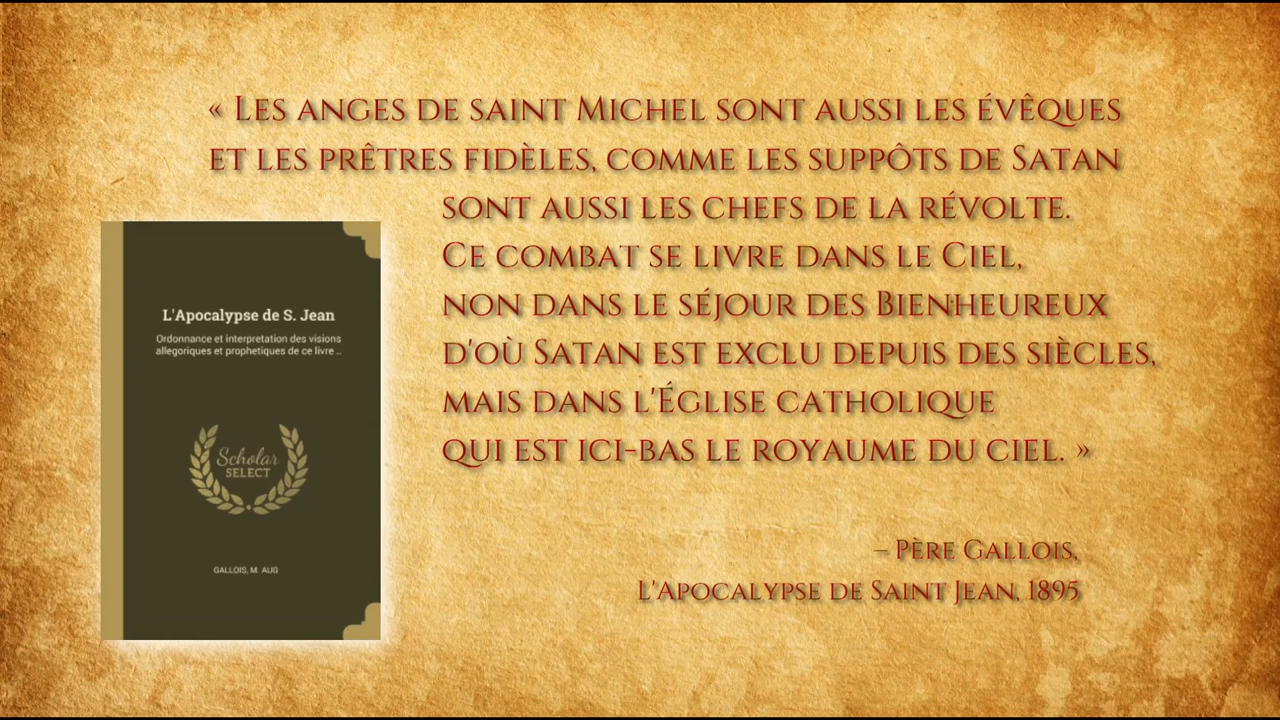 « Les anges de saint Michel sont aussi les évêques
et les prêtres fidèles, comme les suppôts de Satan
sont aussi les chefs de la révolte.
Ce combat se livre dans le Ciel,
non dans le séjour des Bienheureux
d'où Satan est exclu depuis des siècles,
mais dans l'Église catholique
qui est ici-bas le royaume du ciel. »
– Père Gallois,
L'Apocalypse de Saint Jean, 1895
L'Apocalypse de S. Jean
Ordonnance et interpretation des visions
allegoriques et prophetiques de ce livre ..
Scholar
SELECT
GALLOIS, M. AUG